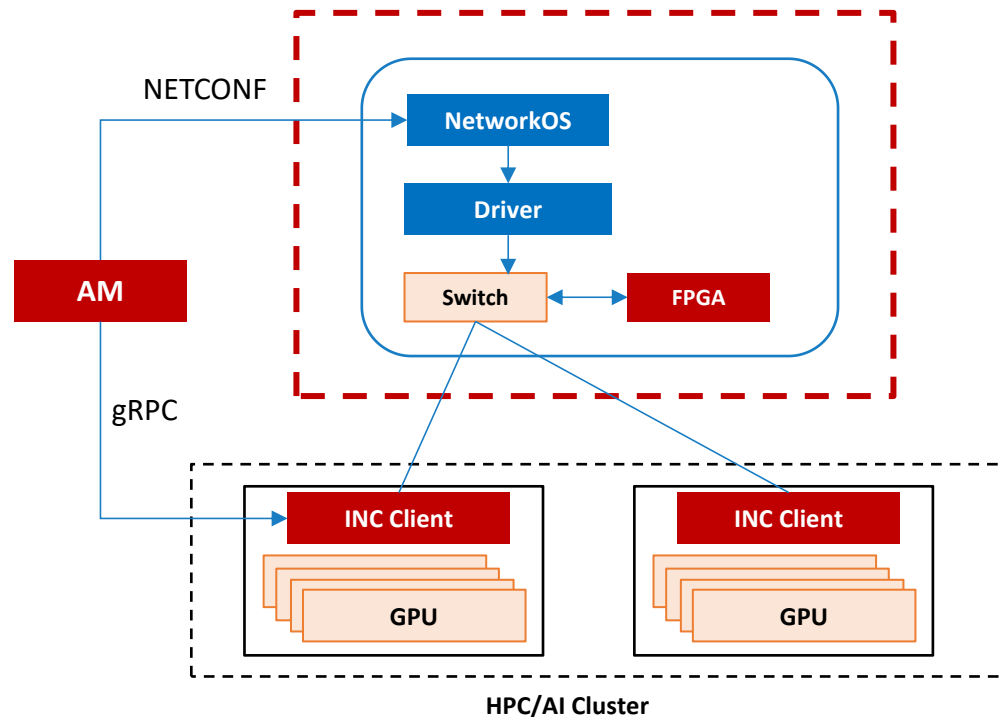 NETCONF
NetworkOS
Driver
AM
Switch
FPGA
gRPC
INC Client
INC Client
GPU
GPU
HPC/AI Cluster